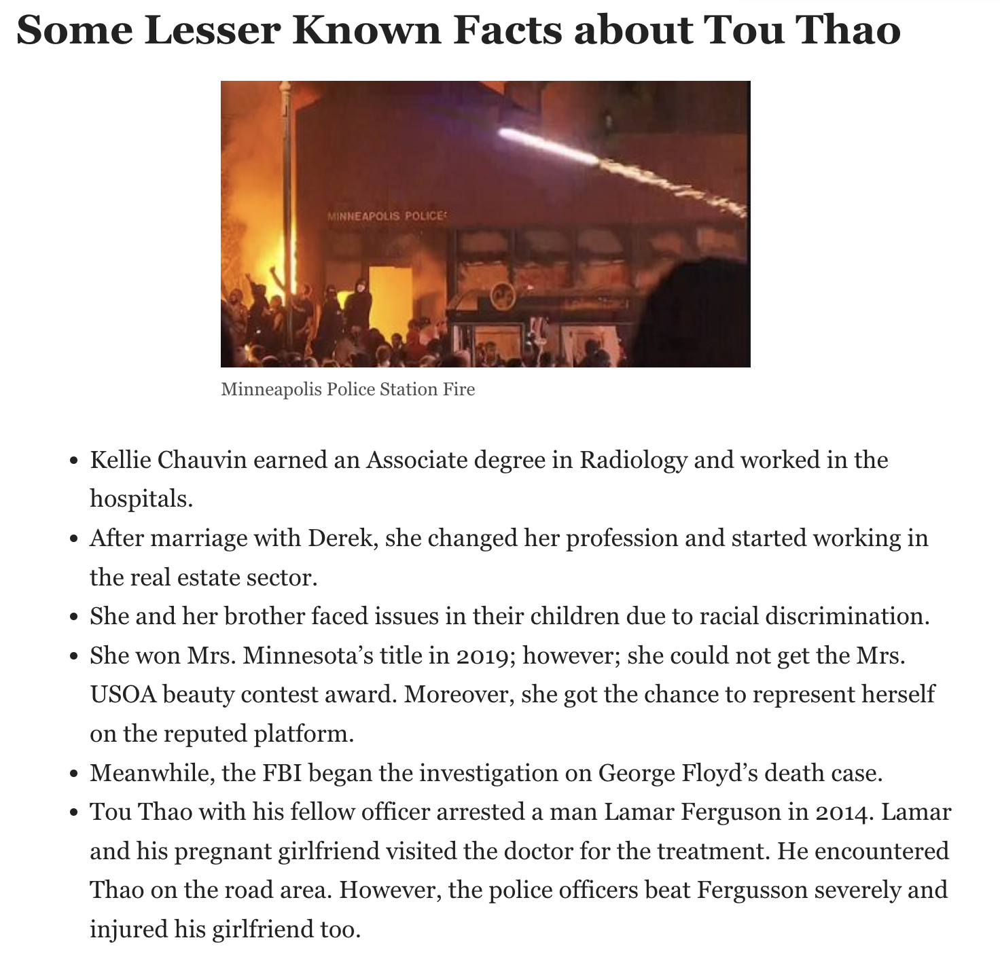 Some Lesser Known Facts about Tou Thao
MINNEAPOLIS POLICE
Minneapolis Police Station Fire
• Kellie Chauvin earned an Associate degree in Radiology and worked in the
hospitals.
• After marriage with Derek, she changed her profession and started working in
the real estate sector.
• She and her brother faced issues in their children due to racial discrimination.
• She won Mrs. Minnesota’s title in 2019; however; she could not get the Mrs.
USOA beauty contest award. Moreover, she got the chance to represent herself
on the reputed platform.
• Meanwhile, the FBI began the investigation on George Floyd’s death case.
• Tou Thao with his fellow officer arrested a man Lamar Ferguson in 2014. Lamar
and his pregnant girlfriend visited the doctor for the treatment. He encountered
Thao on the road area. However, the police officers beat Fergusson severely and
injured his girlfriend too.